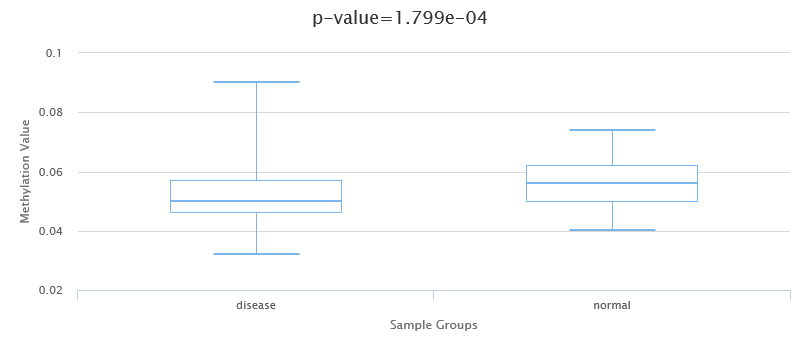 p-value=1.799e-04
0.1
0.08
0.06
0.04
0.02
Methylation Value
disease
normal
Sample Groups